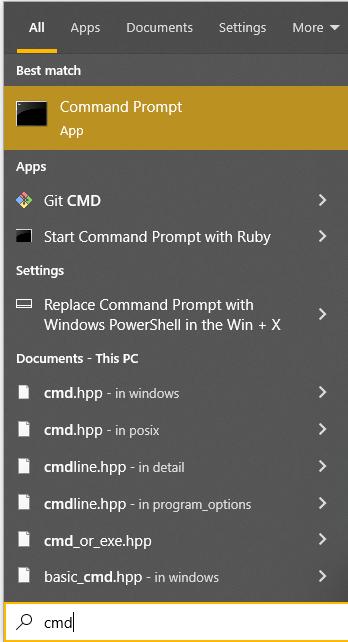 All Apps Documents Settings More
Best match
Command Prompt
App
Apps
Git CMD
Start Command Prompt with Ruby
Settings
Replace Command Prompt with
Windows PowerShell in the Win + X
Documents - This PC
cmd.hpp - in windows
cmd.hpp - in posix
cmdline.hpp - in detail
cmdline.hpp - in program_options
cmd_or_exe.hpp
basic_cmd.hpp - in windows
cmd